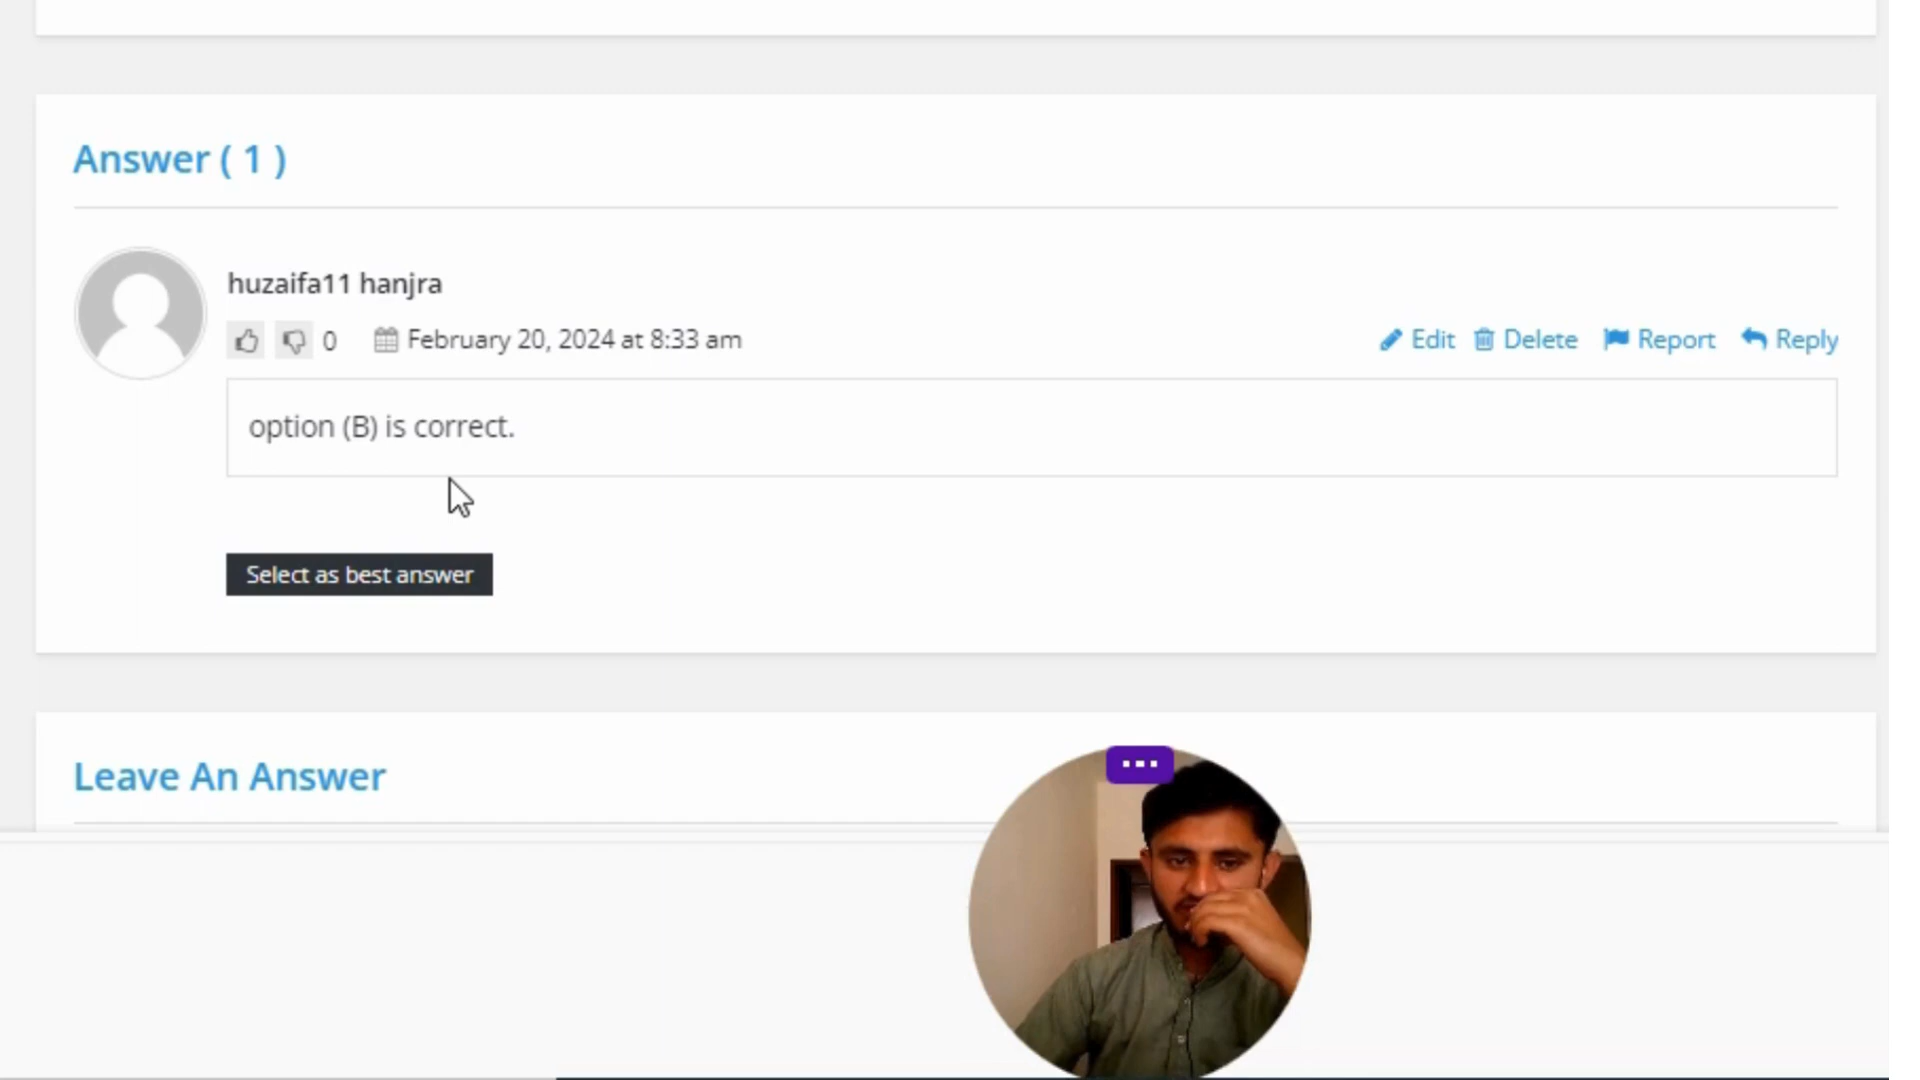 Answer ( 1 )
huzaifa11 hanjra
0 February 20, 2024 at 8:33 am Edit Delete Report Reply
option (B) is correct.
Select as best answer
Leave An Answer